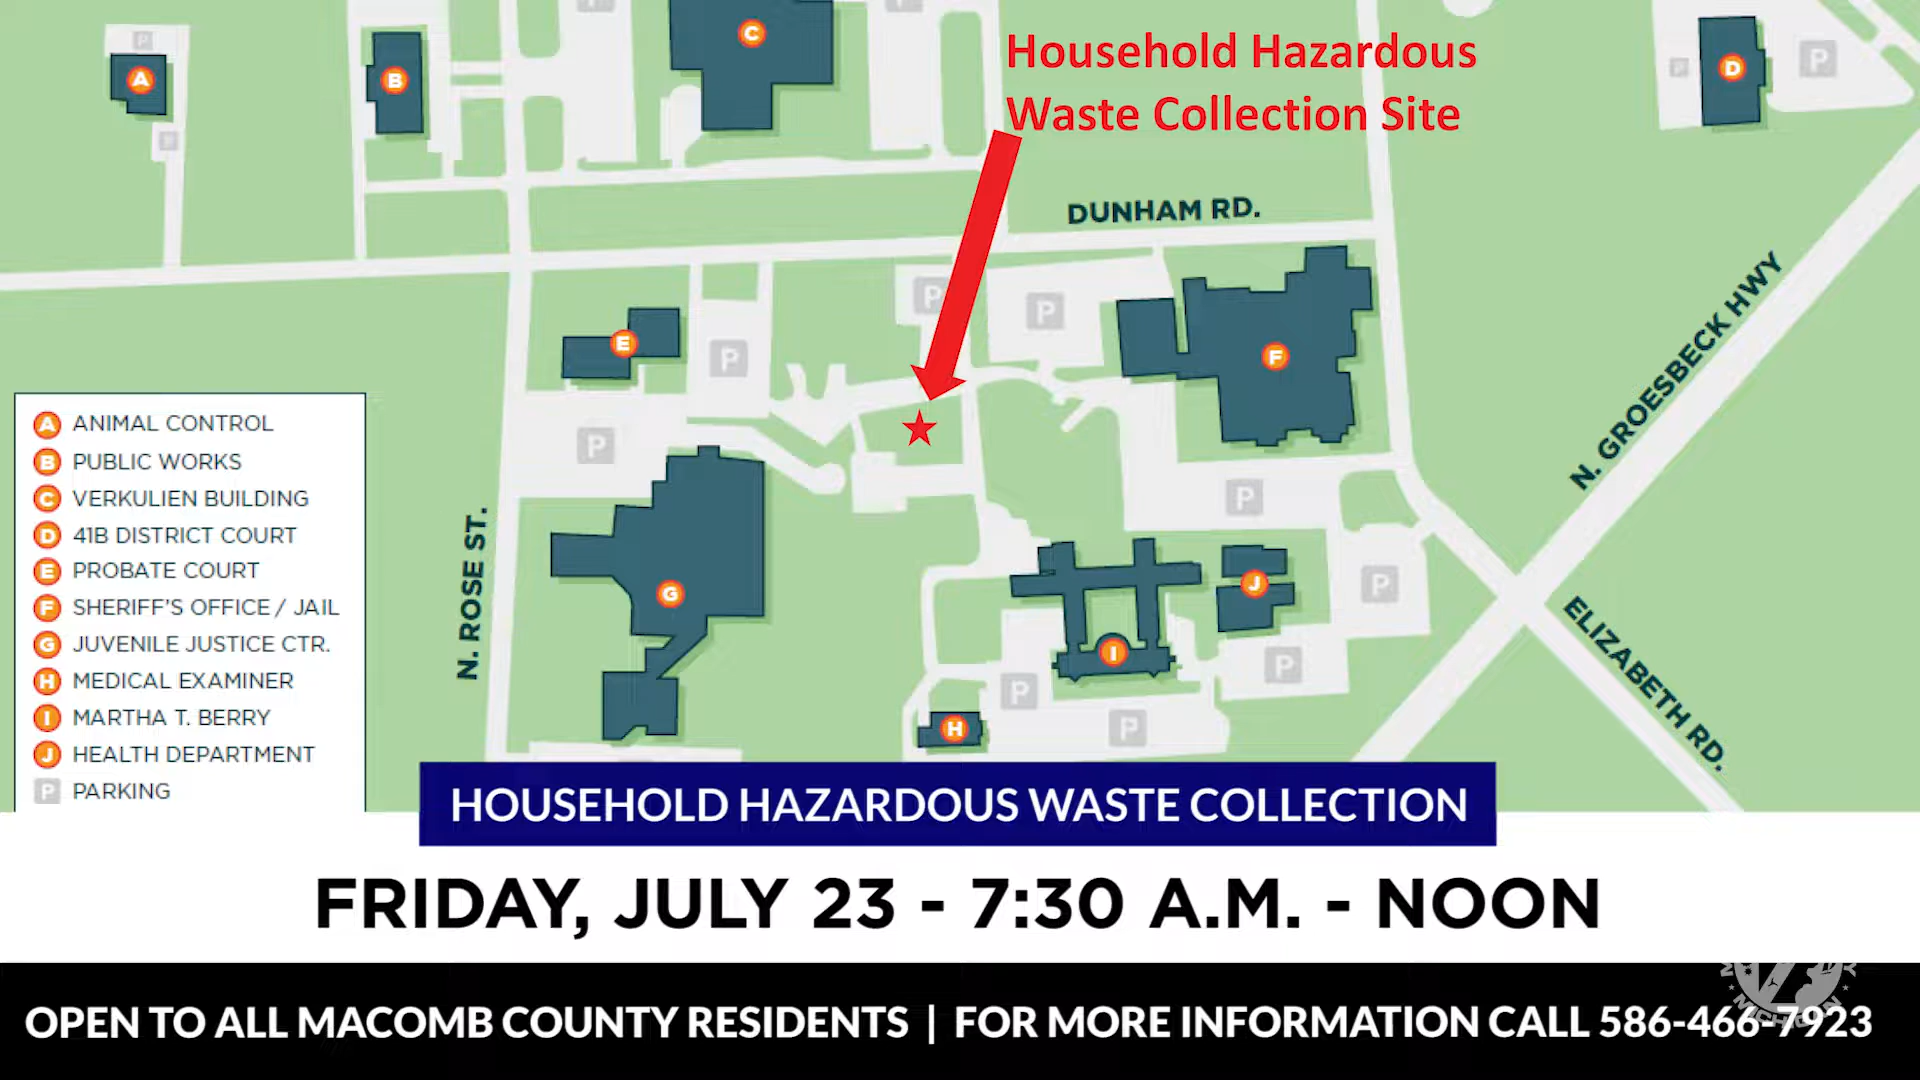 Household Hazardous
Waste Collection Site
A
B
C
D
P
P
P
P
DUNHAM RD.
N. GROESBECK HWY
E
P
P
P
F
P
P
G
N. ROSE ST.
I
J
P
P
P
P
H
ELIZABETH RD.
A ANIMAL CONTROL
B PUBLIC WORKS
C VERKULIEN BUILDING
D 41B DISTRICT COURT
E PROBATE COURT
F SHERIFF'S OFFICE / JAIL
G JUVENILE JUSTICE CTR.
H MEDICAL EXAMINER
I MARTHA T. BERRY
J HEALTH DEPARTMENT
P PARKING
HOUSEHOLD HAZARDOUS WASTE COLLECTION
FRIDAY, JULY 23 - 7:30 A.M. - NOON
OPEN TO ALL MACOMB COUNTY RESIDENTS | FOR MORE INFORMATION CALL 586-466-7923